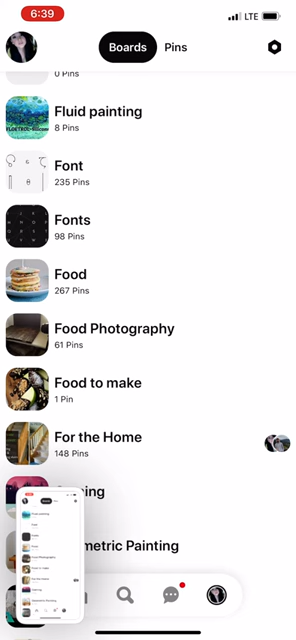 6:39
LTE
Boards
Pins
0 Pins
Fluid painting
8 Pins
Font
235 Pins
Fonts
98 Pins
Food
267 Pins
Food Photography
61 Pins
Food to make
1 Pin
For the Home
148 Pins
metric Painting